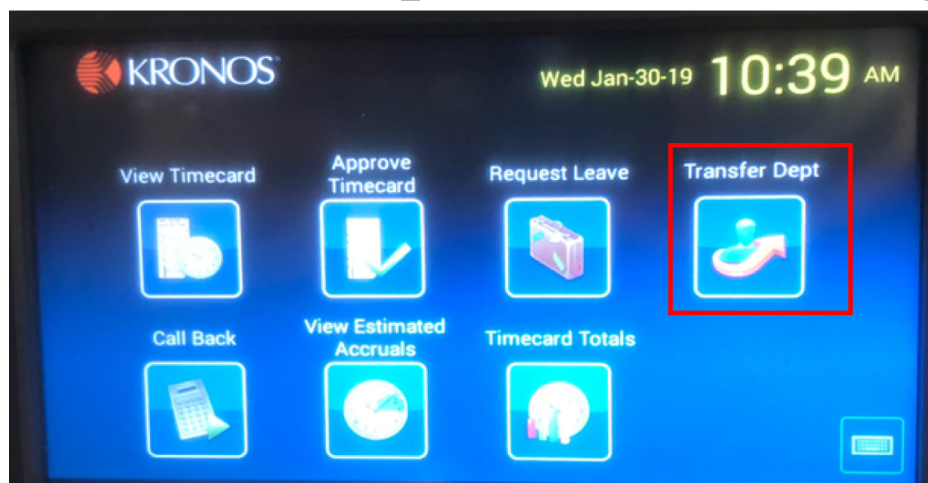 KRONOS
Wed Jan-30-19 10:39 AM
View Timecard
Approve
Timecard
Request Leave
Transfer Dept
Call Back
View Estimated
Accruals
Timecard Totals